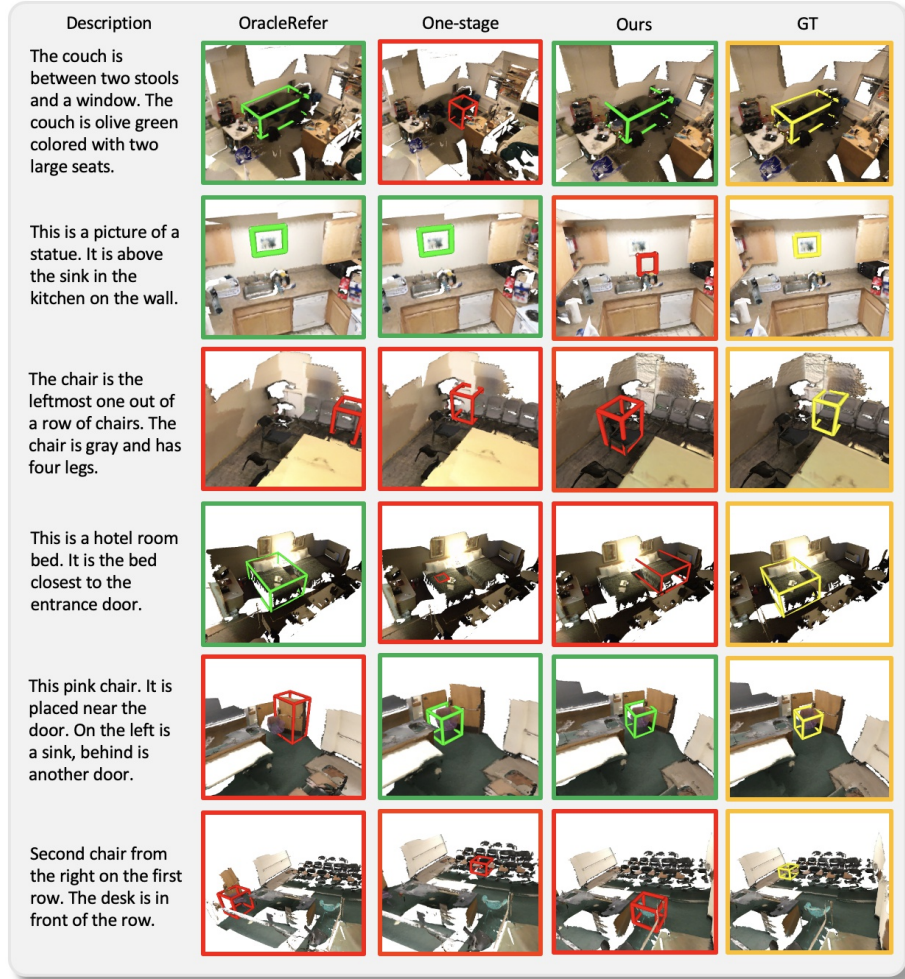 Description OracleRefer One-stage Ours GT
The couch is
between two stools
and a window. The
couch is olive green
colored with two
large seats.
This is a picture of a
statue. It is above
the sink in the
kitchen on the wall.
The chair is the
leftmost one out of
a row of chairs. The
chair is gray and has
four legs.
This is a hotel room
bed. It is the bed
closest to the
entrance door.
This pink chair. It is
placed near the
door. On the left is
a sink, behind is
another door.
Second chair from
the right on the first
row. The desk is in
front of the row.